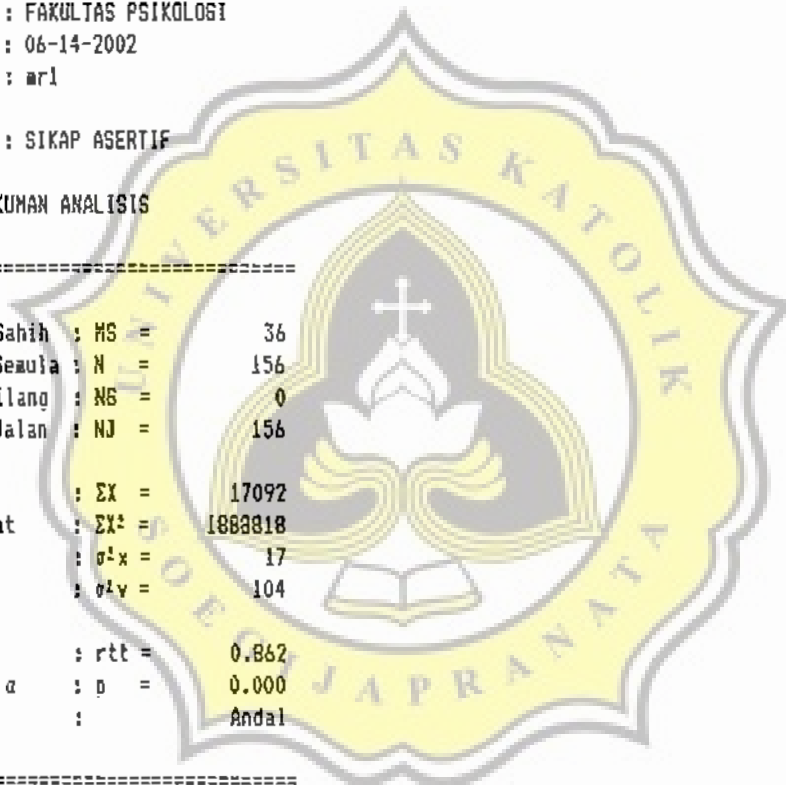 : FAKULTAS PSIKOLOGI
: 06-14-2002
: arl
: SIKAP ASERTIF
KUMAN ANALISIS
==============================
Sahih : MS = 36
Semula : N = 156
ilang : NG = 0
Jalan : NJ = 156
: ΣX = 17092
at : ΣX² = 1883818
: σ²x = 17
: σ²y = 104
: rtt = 0.862
α : p = 0.000
: Andal
==============================
UNIVERSITAS KATOLIK
SOEGIJAPRANATA